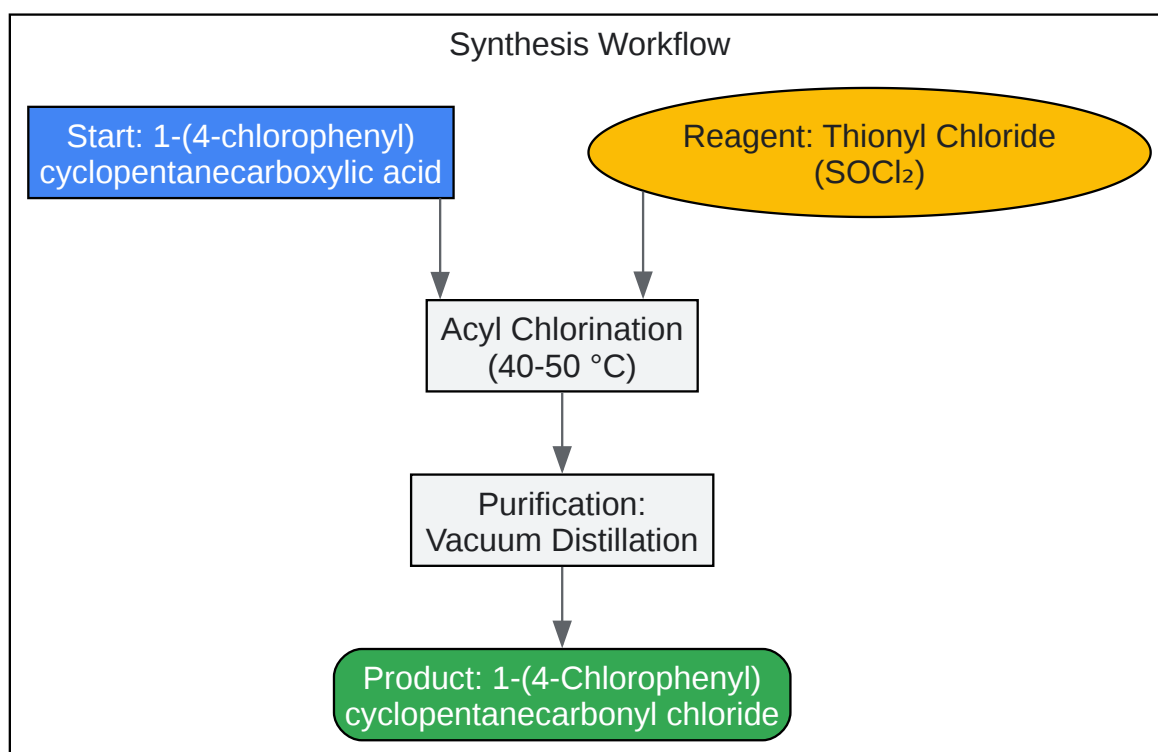 Synthesis Workflow
Start: 1-(4-chlorophenyl)
cyclopentanecarboxylic acid
Reagent: Thionyl Chloride
(SOCl₂)
Acyl Chlorination
(40-50 °C)
Purification:
Vacuum Distillation
Product: 1-(4-Chlorophenyl)
cyclopentanecarbonyl chloride